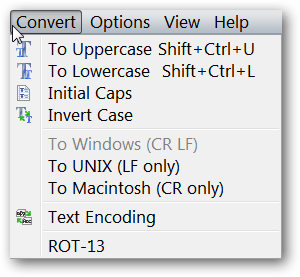 Convert Options View Help
To Uppercase Shift+Ctrl+U
To Lowercase Shift+Ctrl+L
Initial Caps
Invert Case
To Windows (CR LF)
To UNIX (LF only)
To Macintosh (CR only)
Text Encoding
ROT-13